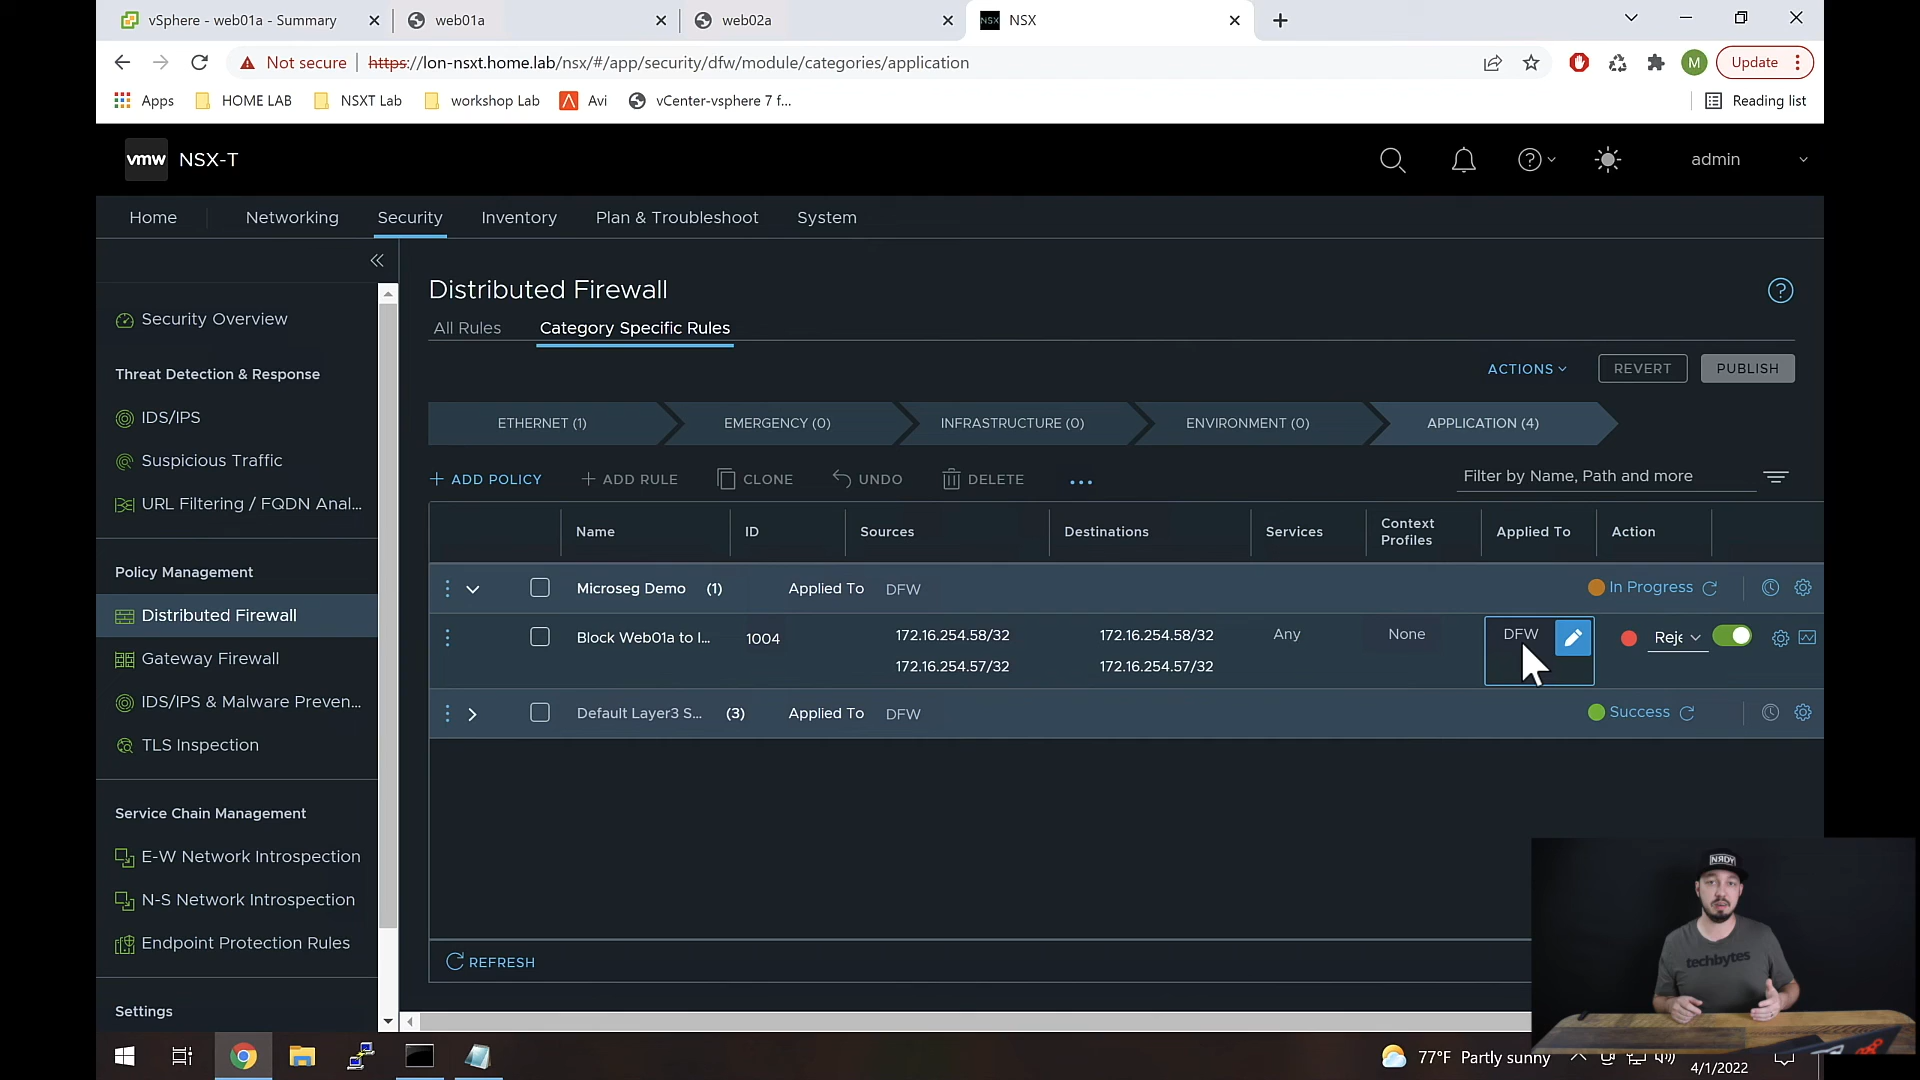 vSphere - web01a - Summary
web01a
web02a
NSX
NSX
Not secure
https://lon-nsxt.home.lab/nsx/#/app/security/dfw/module/categories/application
M
Update
Apps
HOME LAB
NSXT Lab
workshop Lab
Avi
vCenter-vsphere 7 f...
Reading list
vmw
NSX-T
admin
Home
Networking
Security
Inventory
Plan & Troubleshoot
System
Security Overview
Threat Detection & Response
IDS/IPS
Suspicious Traffic
URL Filtering / FQDN Anal...
Policy Management
Distributed Firewall
Gateway Firewall
IDS/IPS & Malware Preven...
TLS Inspection
Service Chain Management
E-W Network Introspection
N-S Network Introspection
Endpoint Protection Rules
Settings
Distributed Firewall
All Rules
Category Specific Rules
ACTIONS
REVERT
PUBLISH
ETHERNET (1)
EMERGENCY (0)
INFRASTRUCTURE (0)
ENVIRONMENT (0)
APPLICATION (4)
+ ADD POLICY
+ ADD RULE
CLONE
UNDO
DELETE
...
Filter by Name, Path and more
Name
ID
Sources
Destinations
Services
Context
Profiles
Applied To
Action
Microseg Demo (1)
Applied To DFW
In Progress
Block Web01a to I...
1004
172.16.254.58/32
172.16.254.57/32
172.16.254.58/32
172.16.254.57/32
Any
None
DFW
Reje
Default Layer3 S... (3)
Applied To DFW
Success
REFRESH
NЯDY
techbytes
77°F Partly sunny
4/1/2022